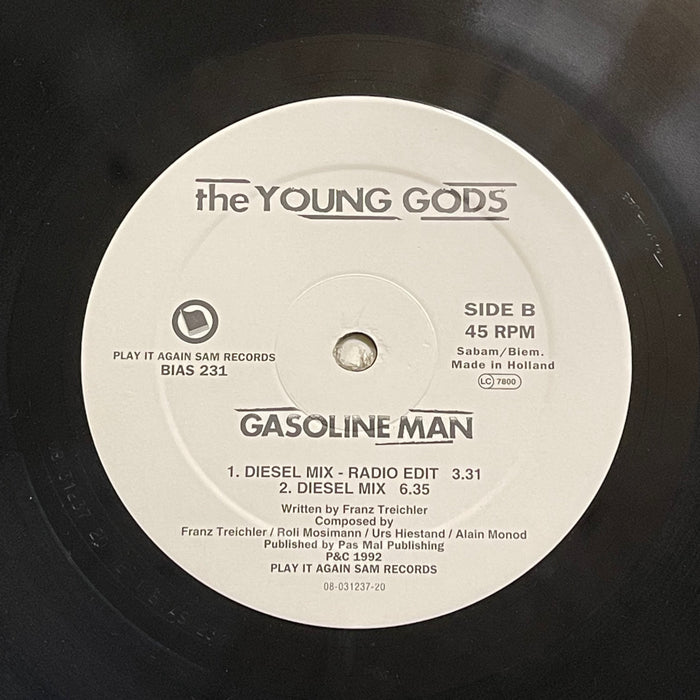 the YOUNG GODS
SIDE B
45 RPM
Sabam/Biem.
Made in Holland
LC 7800
PLAY IT AGAIN SAM RECORDS
BIAS 231
GASOLINE MAN
1. DIESEL MIX - RADIO EDIT 3.31
2. DIESEL MIX 6.35
Written by Franz Treichler
Composed by
Franz Treichler / Roli Mosimann / Urs Hiestand / Alain Monod
Published by Pas Mal Publishing
P&C 1992
PLAY IT AGAIN SAM RECORDS
08-031237-20